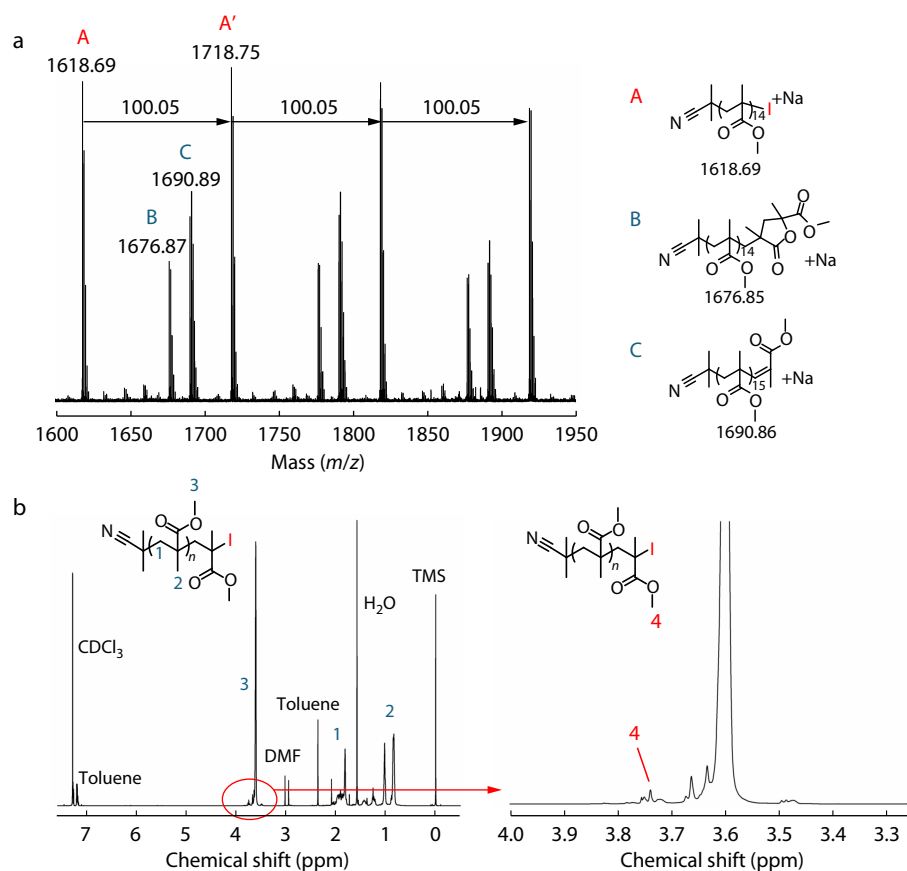 a
A
1618.69
A′
1718.75
100.05
100.05
100.05
C
1690.89
B
1676.87
1600
1650
1700
1750
1800
1850
1900
1950
Mass (m/z)
A
N
14
I
+Na
O
O
1618.69
B
N
14
O
O
O
O
O
O
+Na
1676.85
C
N
15
O
O
O
O
+Na
1690.86
b
3
O
O
I
N
1
n
2
O
O
CDCl3
Toluene
3
DMF
Toluene
1
H2O
2
TMS
7
6
5
4
3
2
1
0
Chemical shift (ppm)
O
O
I
N
n
O
O
4
4
4.0
3.9
3.8
3.7
3.6
3.5
3.4
3.3
Chemical shift (ppm)